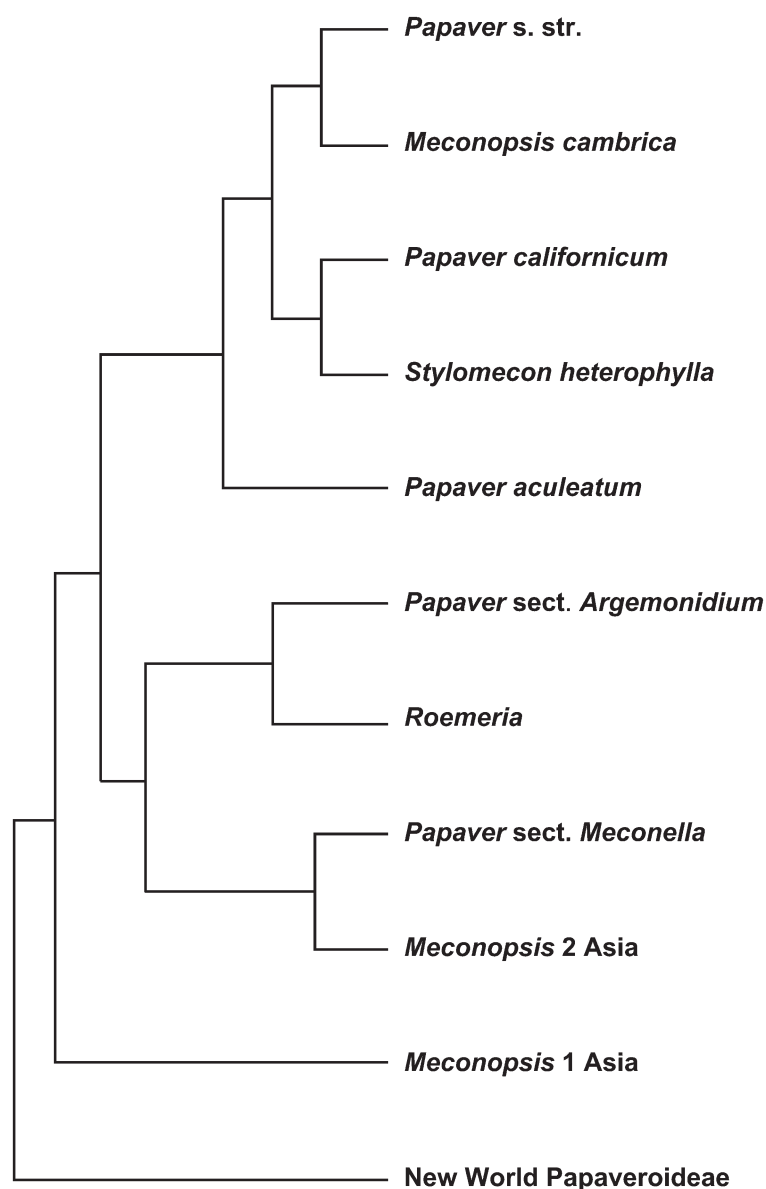 Papaver s. str.
Meconopsis cambrica
Papaver californicum
Stylomecon heterophylla
Papaver aculeatum
Papaver sect. Argemonidium
Roemeria
Papaver sect. Meconella
Meconopsis 2 Asia
Meconopsis 1 Asia
New World Papaveroideae